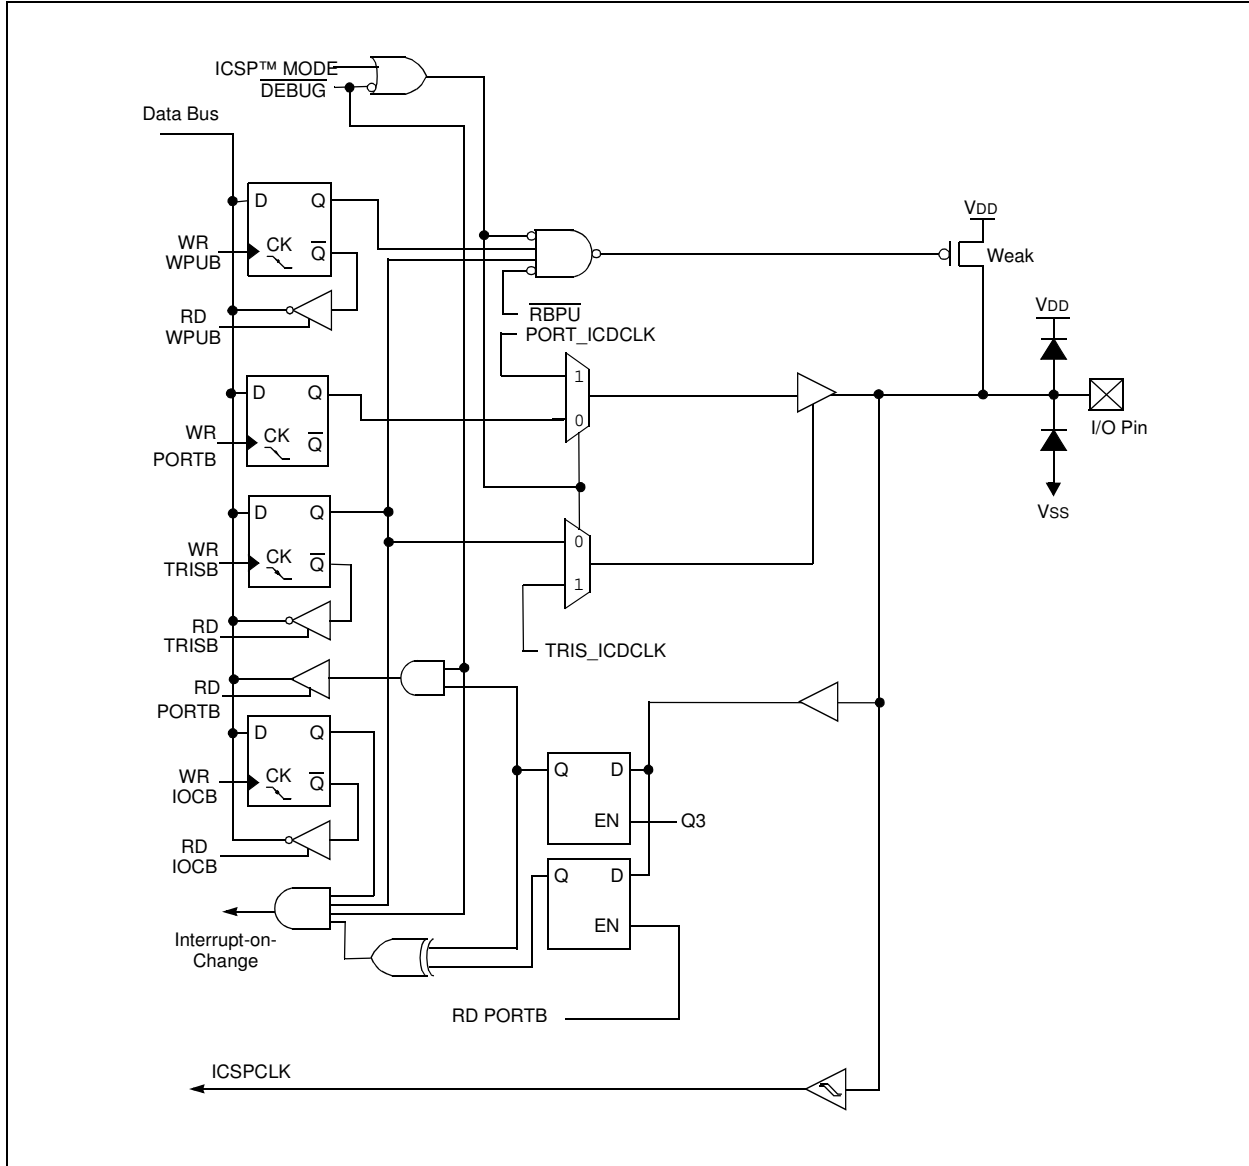 ICSP™ MODE
DEBUG
Data Bus
D Q
WR
WPUB
CK Q
RD
WPUB
RBPU
PORT_ICDCLK
VDD
Weak
VDD
I/O Pin
VSS
1
0
D Q
WR
PORTB
CK Q
D Q
WR
TRISB
CK Q
0
1
RD
TRISB
TRIS_ICDCLK
RD
PORTB
D Q
WR
IOCB
CK Q
RD
IOCB
Q D
EN
Q3
Q D
EN
Interrupt-on-
Change
RD PORTB
ICSPCLK